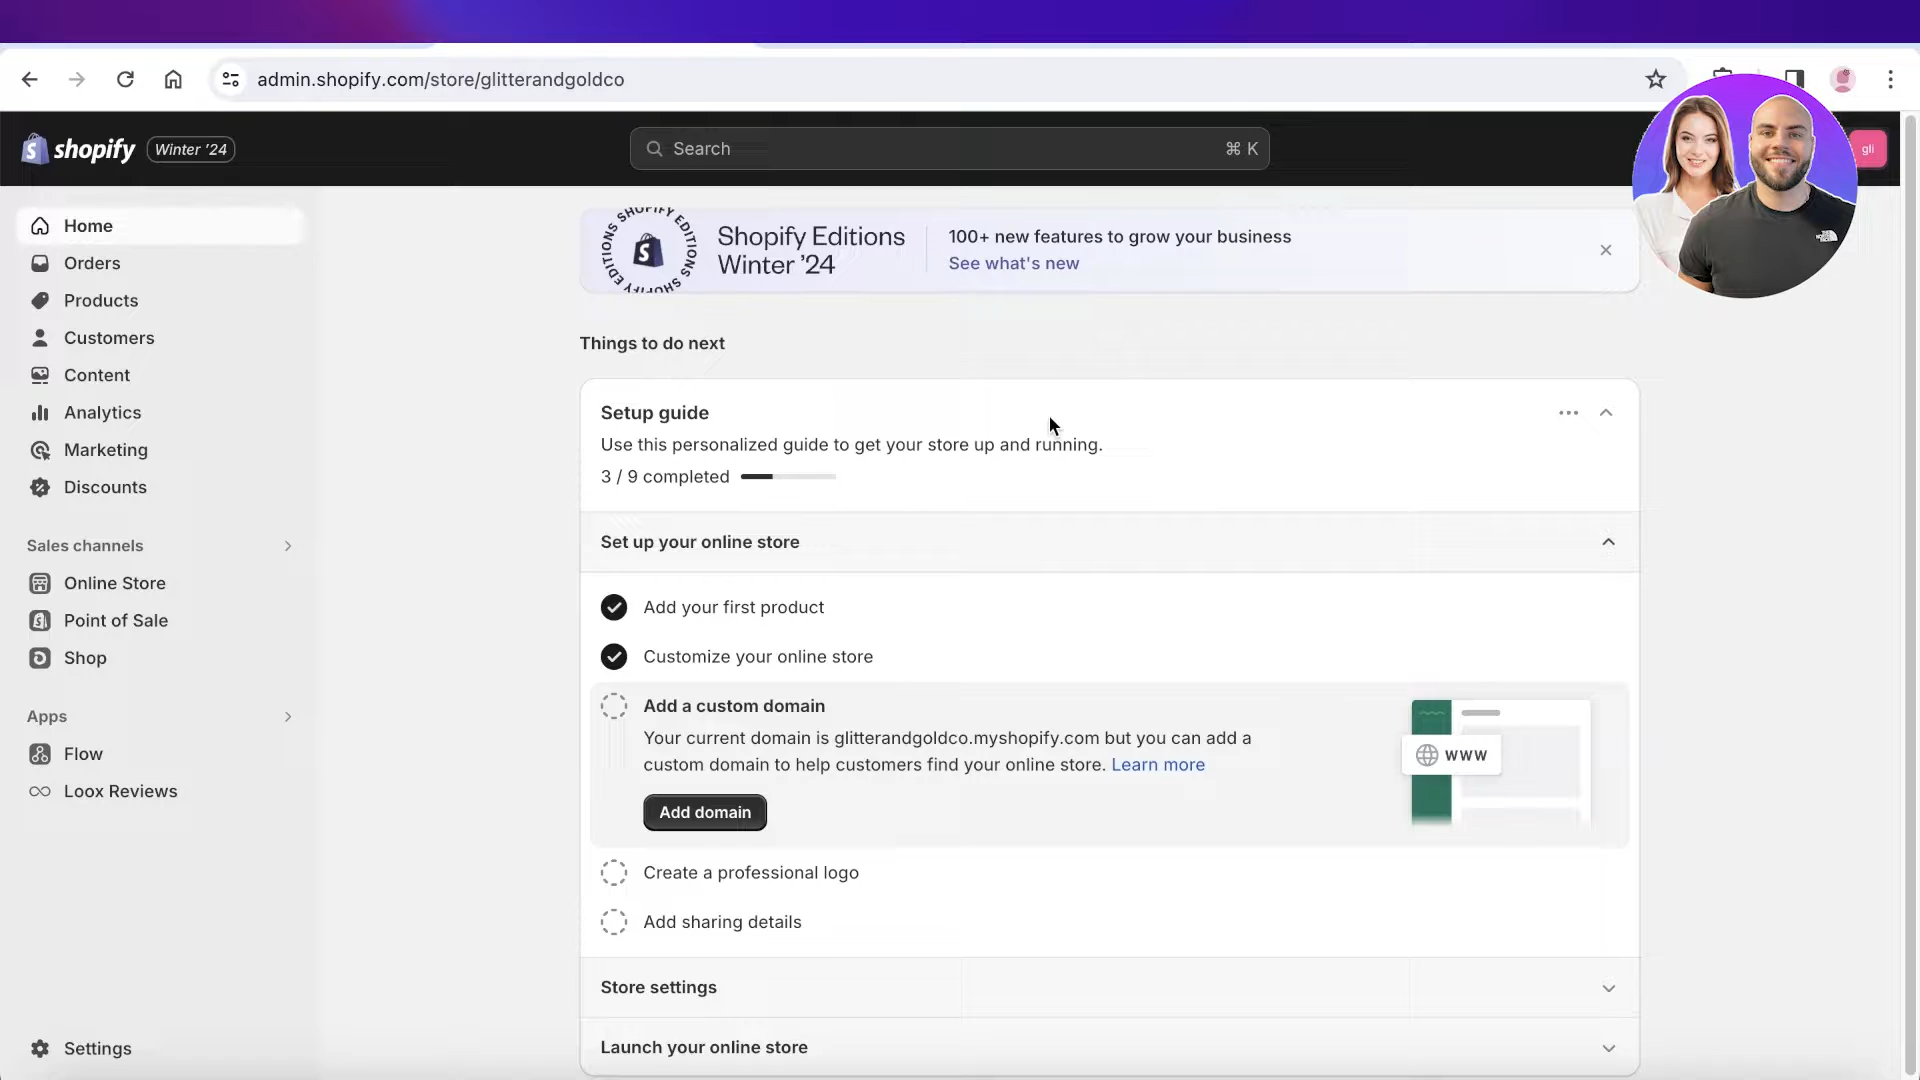 admin.shopify.com/store/glitterandgoldco
shopify Winter '24
Search ⌘ K
gli
Home
Orders
Products
Customers
Content
Analytics
Marketing
Discounts
Sales channels
Online Store
Point of Sale
Shop
Apps
Flow
Loox Reviews
Settings
SHOPIFY EDITIONS SHOPIFY EDITIONS
Shopify Editions
Winter ’24
100+ new features to grow your business
See what's new
Things to do next
Setup guide
Use this personalized guide to get your store up and running.
3 / 9 completed
Set up your online store
Add your first product
Customize your online store
Add a custom domain
Your current domain is glitterandgoldco.myshopify.com but you can add a
custom domain to help customers find your online store. Learn more
Add domain
www
Create a professional logo
Add sharing details
Store settings
Launch your online store